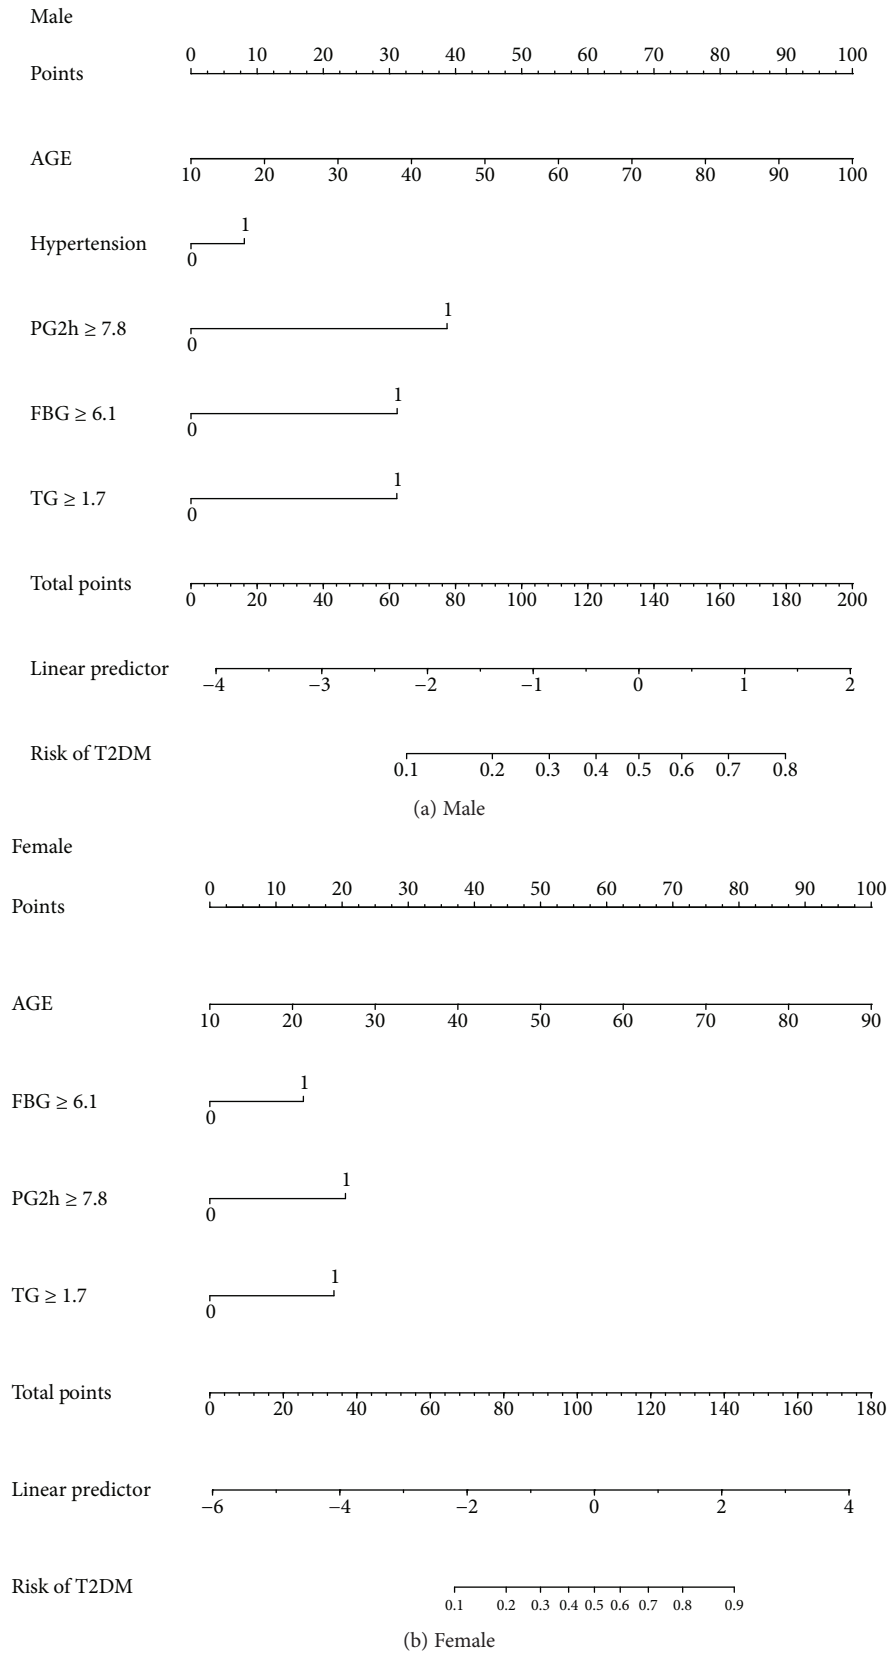 Male
Points 0 10 20 30 40 50 60 70 80 90 100
AGE
10 20 30 40 50 60 70 80 90 100
1
Hypertension
0
1
PG2h ≥ 7.8
0
1
FBG ≥ 6.1
0
1
TG ≥ 1.7
0
Total points
0 20 40 60 80 100 120 140 160 180 200
Linear predictor
−4 −3 −2 −1 0 1 2
Risk of T2DM
0.1 0.2 0.3 0.4 0.5 0.6 0.7 0.8
(a) Male
Female
Points 0 10 20 30 40 50 60 70 80 90 100
AGE
10 20 30 40 50 60 70 80 90
1
FBG ≥ 6.1
0
1
PG2h ≥ 7.8
0
1
TG ≥ 1.7
0
Total points
0 20 40 60 80 100 120 140 160 180
Linear predictor
−6 −4 −2 0 2 4
Risk of T2DM
0.1 0.2 0.3 0.4 0.5 0.6 0.7 0.8 0.9
(b) Female